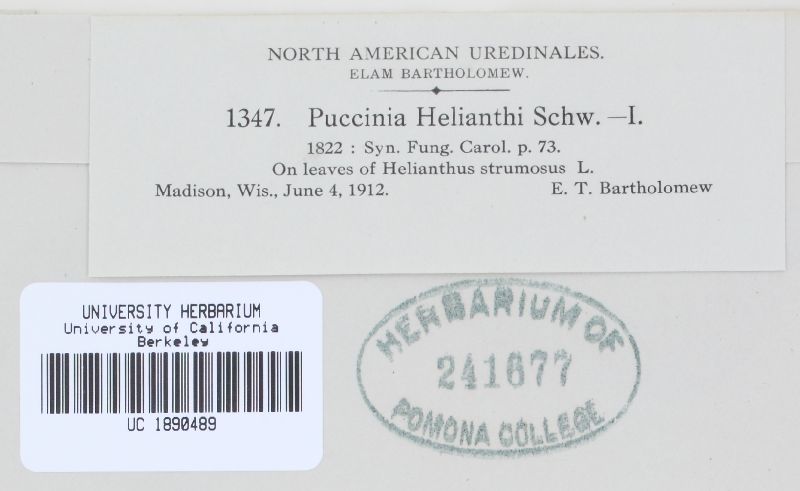 NORTH AMERICAN UREDINALES.
ELAM BARTHOLOMEW.
1347. Puccinia Helianthi Schw. —I.
1822 : Syn. Fung. Carol. p. 73.
On leaves of Helianthus strumosus L.
Madison, Wis., June 4, 1912. E. T. Bartholomew
UNIVERSITY HERBARIUM
University of California
Berkeley
UC 1890489
HERBARIUM OF
241677
POMONA COLLEGE